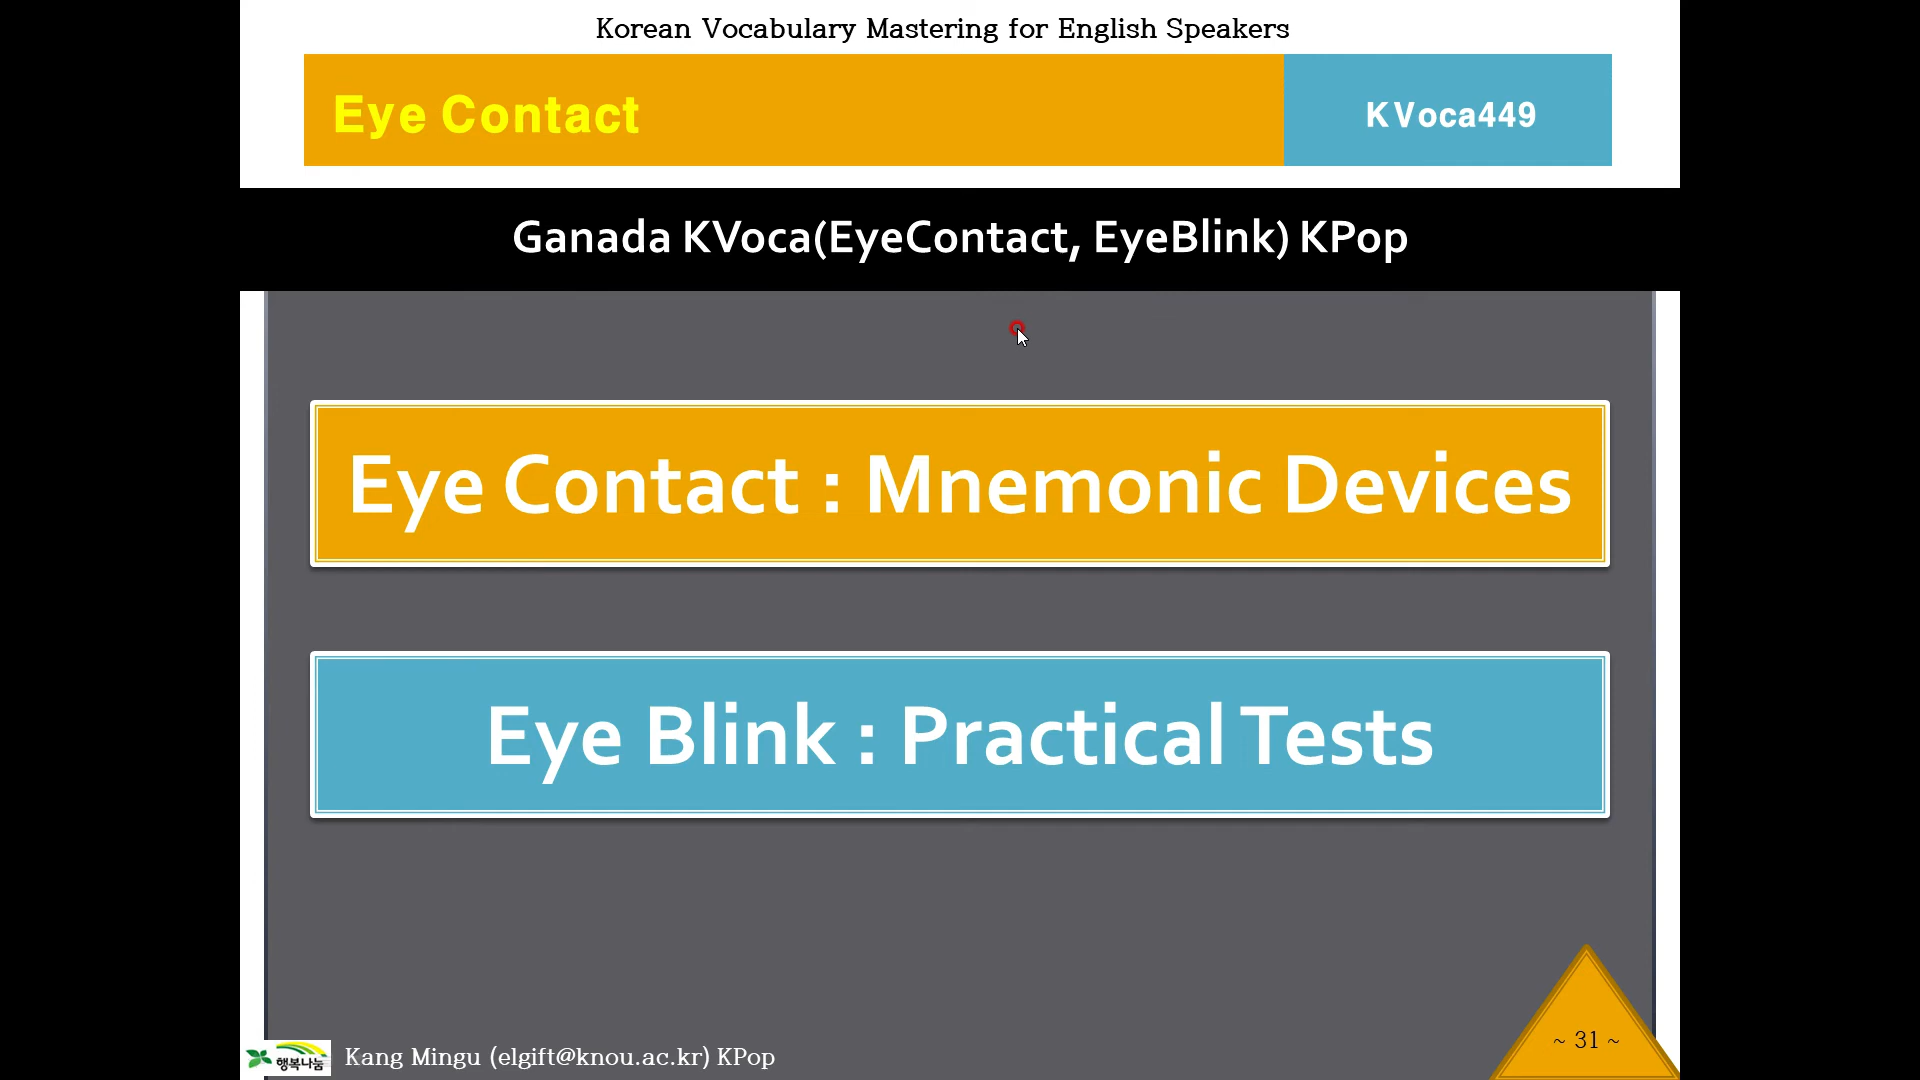 Korean Vocabulary Mastering for English Speakers
Eye Contact
KVoca449
Ganada KVoca(EyeContact, EyeBlink) KPop
Eye Contact : Mnemonic Devices
Eye Blink : Practical Tests
~ 31 ~
행복나눔
Kang Mingu (elgift@knou.ac.kr) KPop